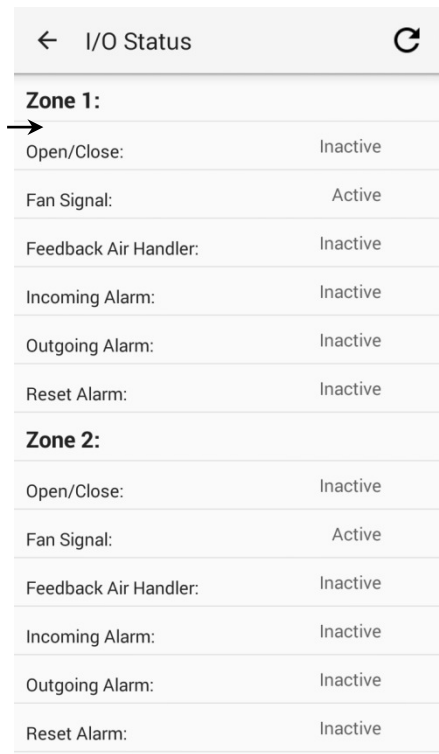 I/O Status
Zone 1:
Open/Close: Inactive
Fan Signal: Active
Feedback Air Handler: Inactive
Incoming Alarm: Inactive
Outgoing Alarm: Inactive
Reset Alarm: Inactive
Zone 2:
Open/Close: Inactive
Fan Signal: Active
Feedback Air Handler: Inactive
Incoming Alarm: Inactive
Outgoing Alarm: Inactive
Reset Alarm: Inactive